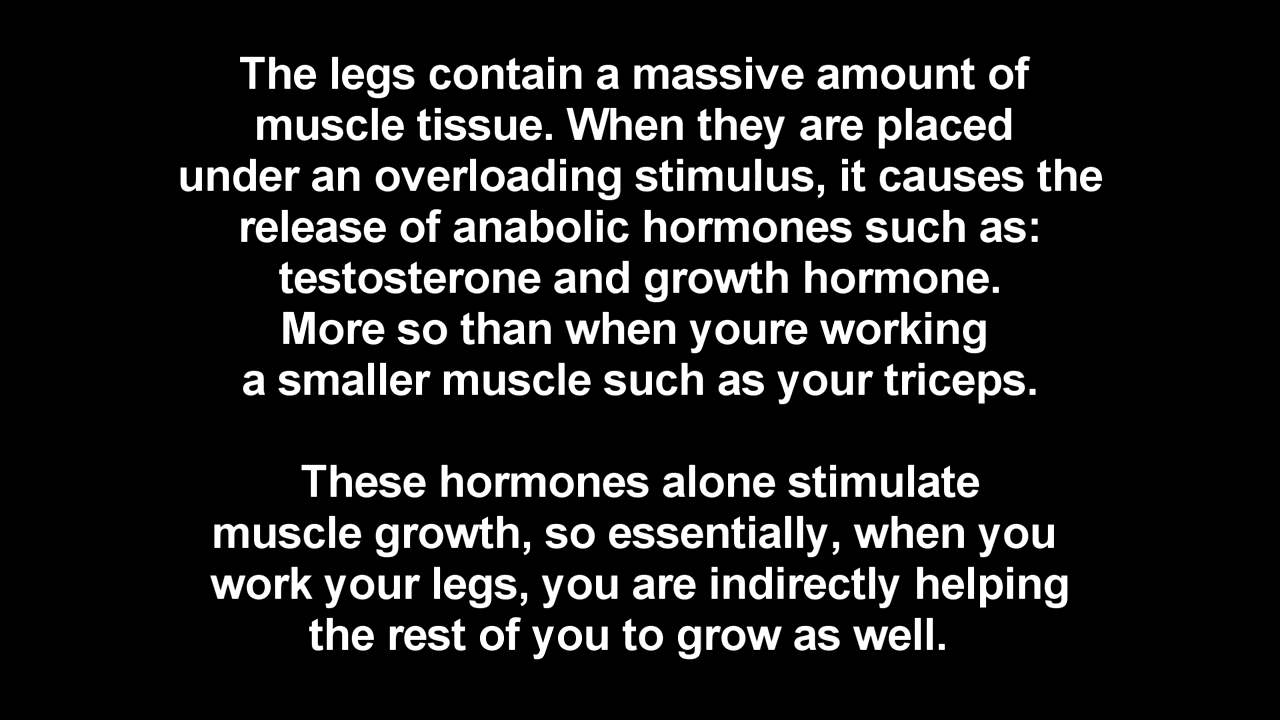 The legs contain a massive amount of
muscle tissue. When they are placed
under an overloading stimulus, it causes the
release of anabolic hormones such as:
testosterone and growth hormone.
More so than when youre working
a smaller muscle such as your triceps.
These hormones alone stimulate
muscle growth, so essentially, when you
work your legs, you are indirectly helping
the rest of you to grow as well.